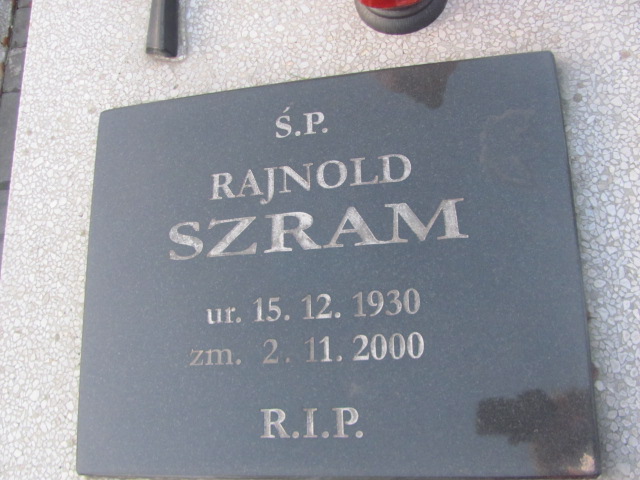 Ś.P.
RAJNOLD
SZRAM
ur. 15. 12. 1930
zm. 2. 11. 2000
R.I.P.